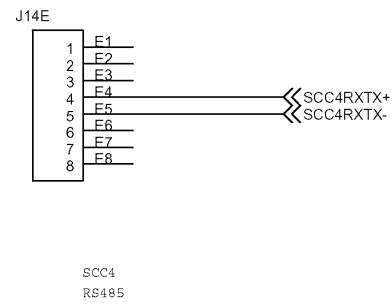 J14E
1 E1
2 E2
3 E3
4 E4 SCC4RXTX+
5 E5 SCC4RXTX-
6 E6
7 E7
8 E8
SCC4
RS485